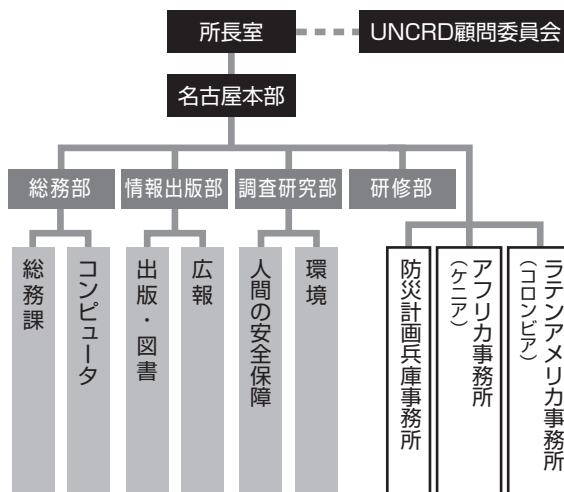 所長室
UNCRD顧問委員会
名古屋本部
総務部
情報出版部
調査研究部
研修部
総務課
コンピュータ
出版・図書
広報
人間の安全保障
環境
防災計画兵庫事務所
アフリカ事務所
（ケニア）
ラテンアメリカ事務所
（コロンビア）